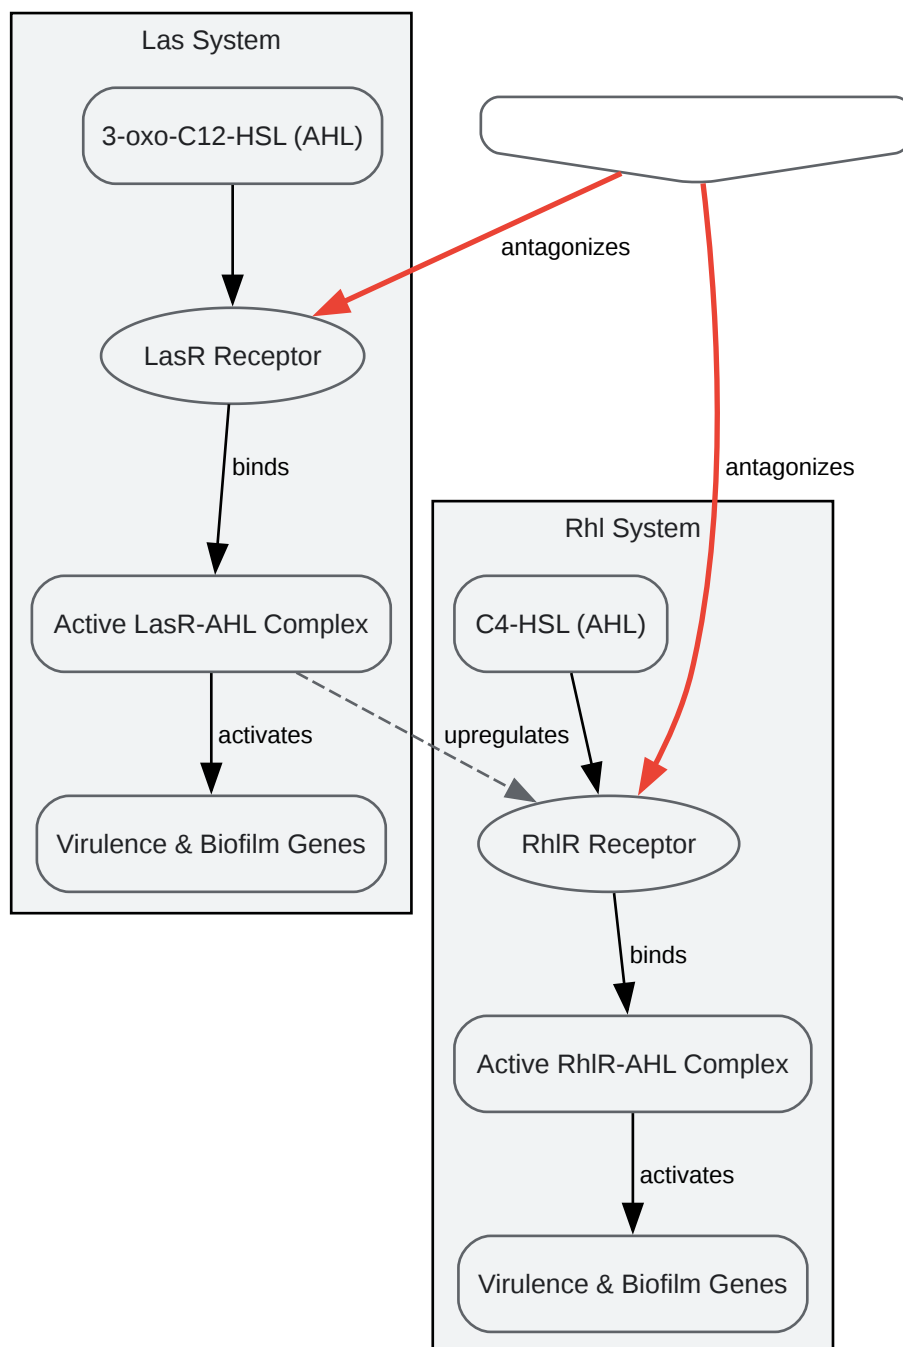 Las System
3-oxo-C12-HSL (AHL)
antagonizes
LasR Receptor
binds
antagonizes
Rhl System
Active LasR-AHL Complex
C4-HSL (AHL)
activates
upregulates
Virulence & Biofilm Genes
RhlR Receptor
binds
Active RhlR-AHL Complex
activates
Virulence & Biofilm Genes